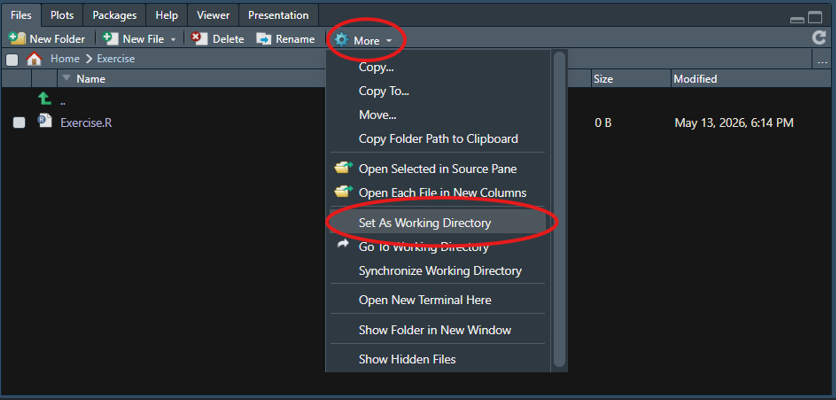 Files Plots Packages Help Viewer Presentation
New Folder New File Delete Rename More
Home Exercise ...
Name Size Modified
..
Exercise.R 0 B May 13, 2026, 6:14 PM
Copy...
Copy To...
Move...
Copy Folder Path to Clipboard
Open Selected in Source Pane
Open Each File in New Columns
Set As Working Directory
Go To Working Directory
Synchronize Working Directory
Open New Terminal Here
Show Folder in New Window
Show Hidden Files